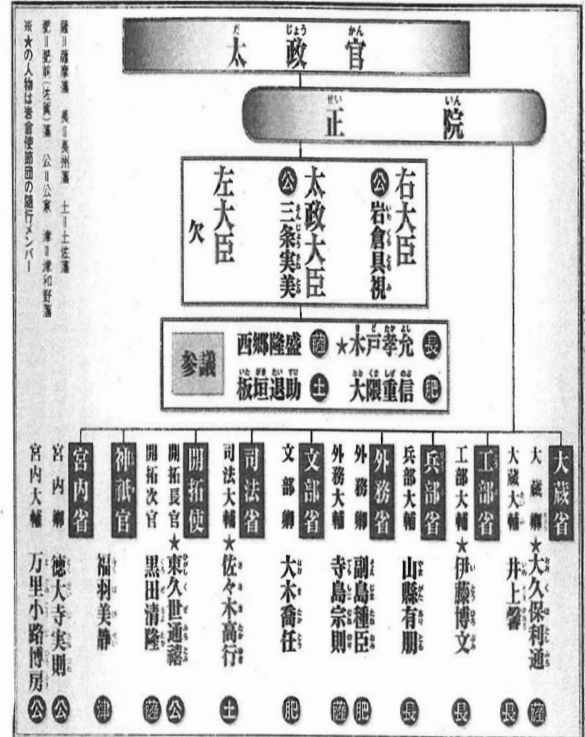 太政官
正院
右大臣
公 岩倉具視
太政大臣
公 三条実美
左大臣
欠
参議
長 ★木戸孝允
薩 西郷隆盛
肥 大隈重信
土 板垣退助
大蔵省
大蔵卿★大久保利通 薩
大蔵大輔 井上馨 長
工部省
工部大輔★伊藤博文 長
兵部省
兵部大輔 山縣有朋 長
外務省
外務卿 副島種臣 肥
外務大輔 寺島宗則 薩
文部省
文部卿 大木喬任 肥
司法省
司法大輔★佐々木高行 土
開拓使
開拓長官★東久世通禧 公
開拓次官 黒田清隆 薩
神祇官
福羽美静 津
宮内省
宮内卿 徳大寺実則 公
宮内大輔 万里小路博房 公
薩=薩摩藩 長=長州藩 土=土佐藩
肥=肥前(佐賀)藩 公=公家 津=津和野藩
※★の人物は岩倉使節団の随行メンバー